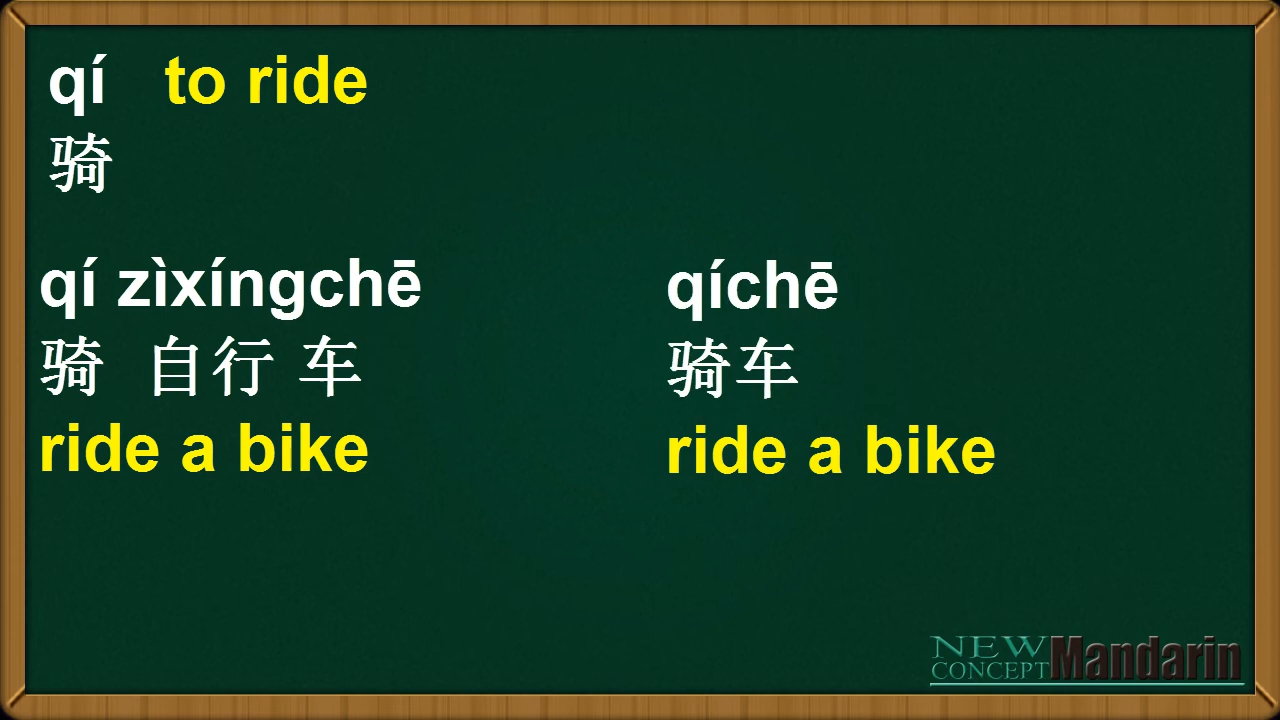 qí to ride
骑
qí zìxíngchē
骑 自行 车
ride a bike
qíchē
骑车
ride a bike
NEW CONCEPT Mandarin